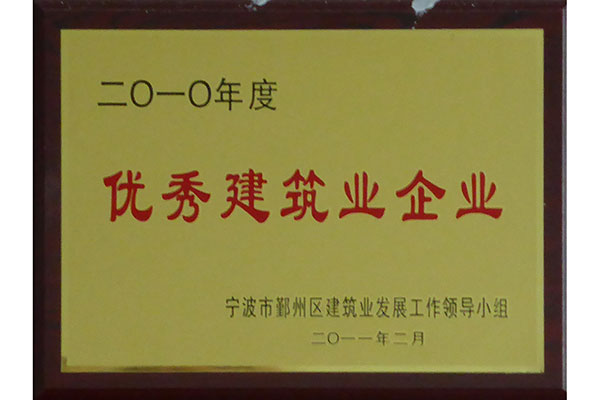 二〇一〇年度
优秀建筑业企业
宁波市鄞州区建筑业发展工作领导小组
二〇一一年二月